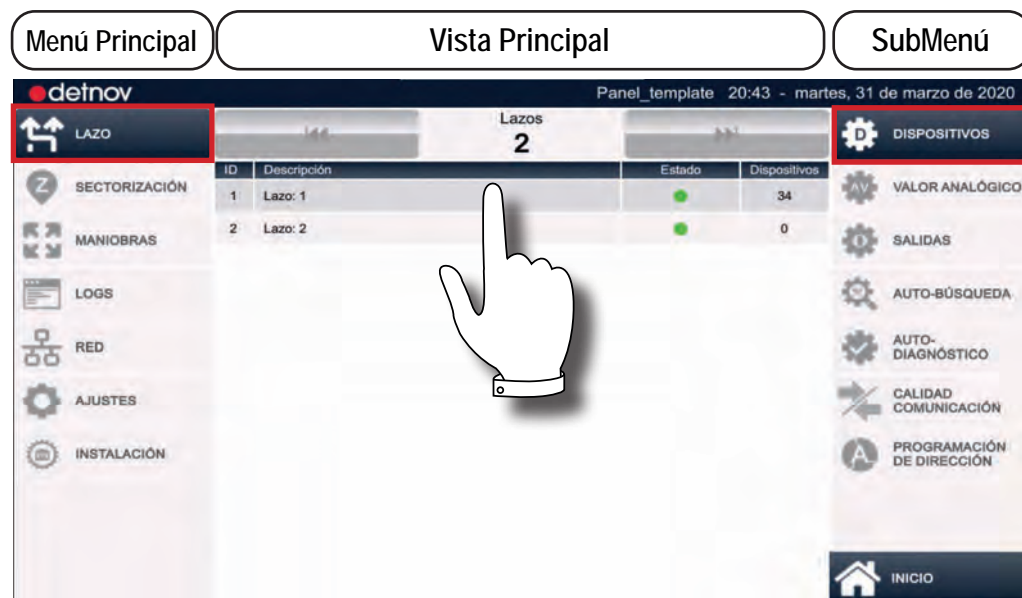 Menú Principal
Vista Principal
SubMenú
detnov
Panel_template 20:43 - martes, 31 de marzo de 2020
LAZO
SECTORIZACIÓN
MANIOBRAS
LOGS
RED
AJUSTES
INSTALACIÓN
Lazos
2
ID Descripción Estado Dispositivos
1 Lazo: 1 34
2 Lazo: 2 0
DISPOSITIVOS
VALOR ANALÓGICO
SALIDAS
AUTO-BÚSQUEDA
AUTO-
DIAGNÓSTICO
CALIDAD
COMUNICACIÓN
PROGRAMACIÓN
DE DIRECCIÓN
INICIO